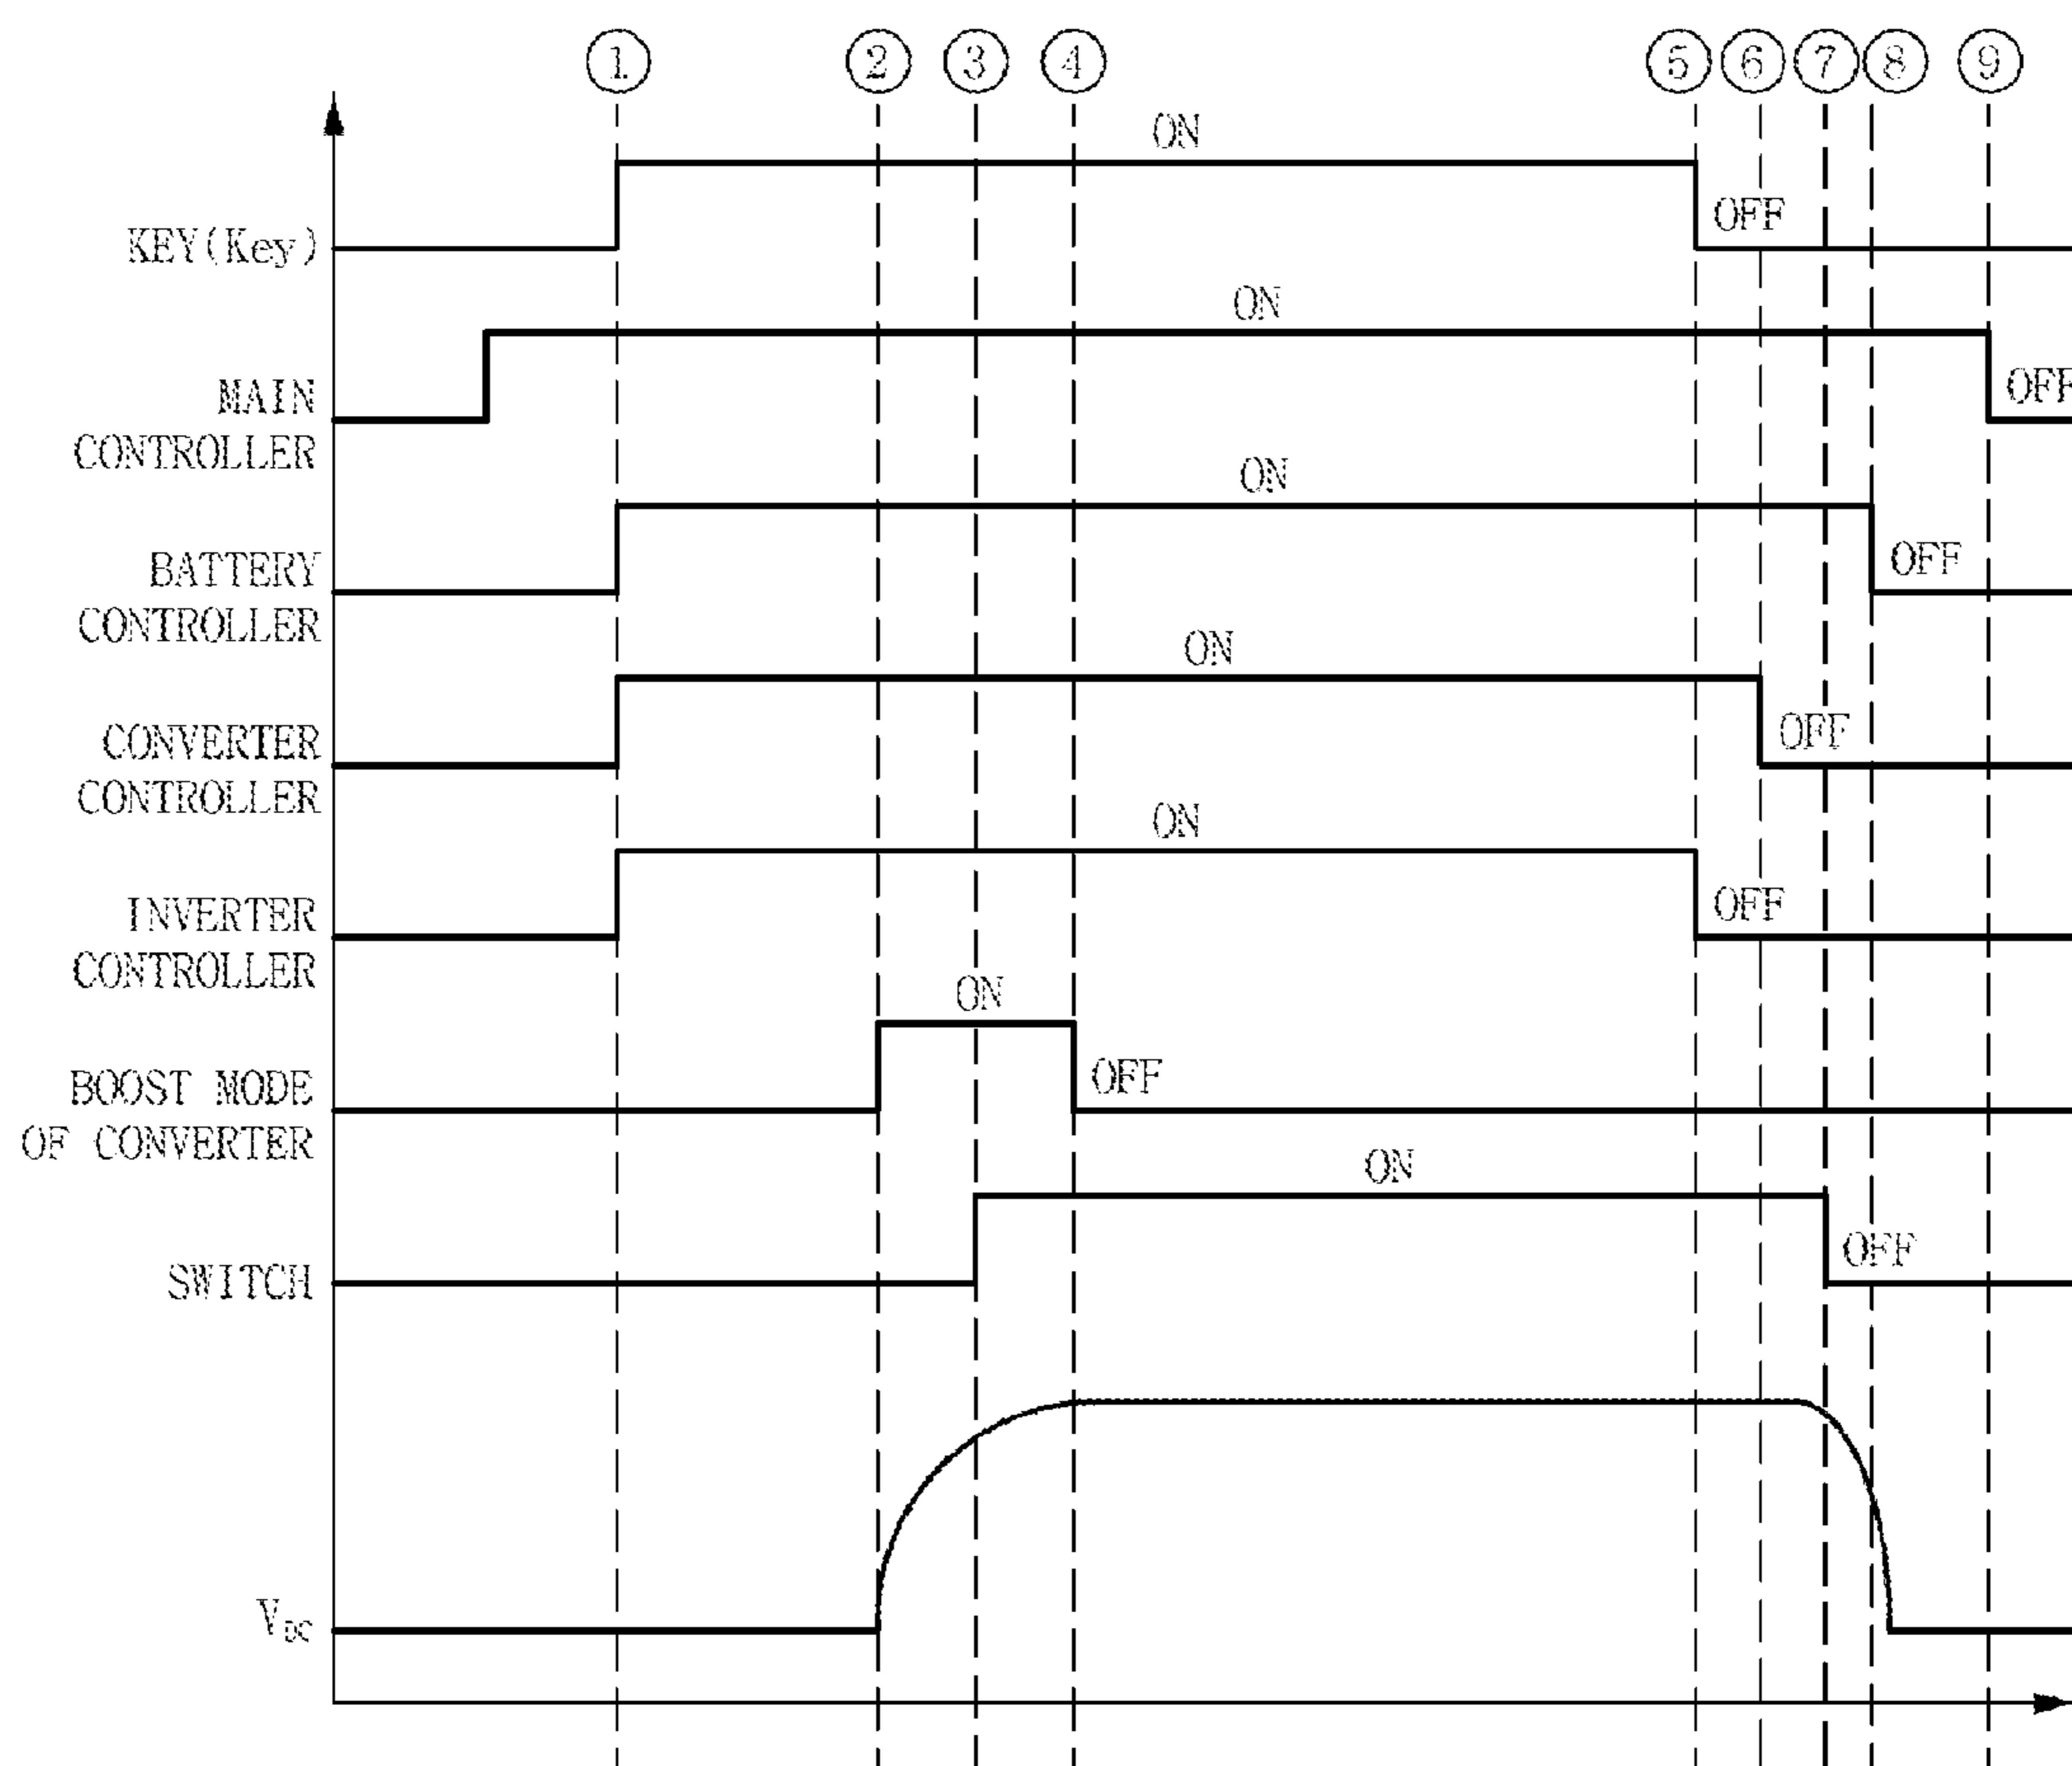 ① ② ③ ④ ⑤ ⑥ ⑦ ⑧ ⑨
ON
OFF
KEY(Key)
ON
OFF
MAIN
CONTROLLER
ON
OFF
BATTERY
CONTROLLER
ON
OFF
CONVERTER
CONTROLLER
ON
OFF
INVERTER
CONTROLLER
ON
OFF
BOOST MODE
OF CONVERTER
ON
OFF
SWITCH
VDC